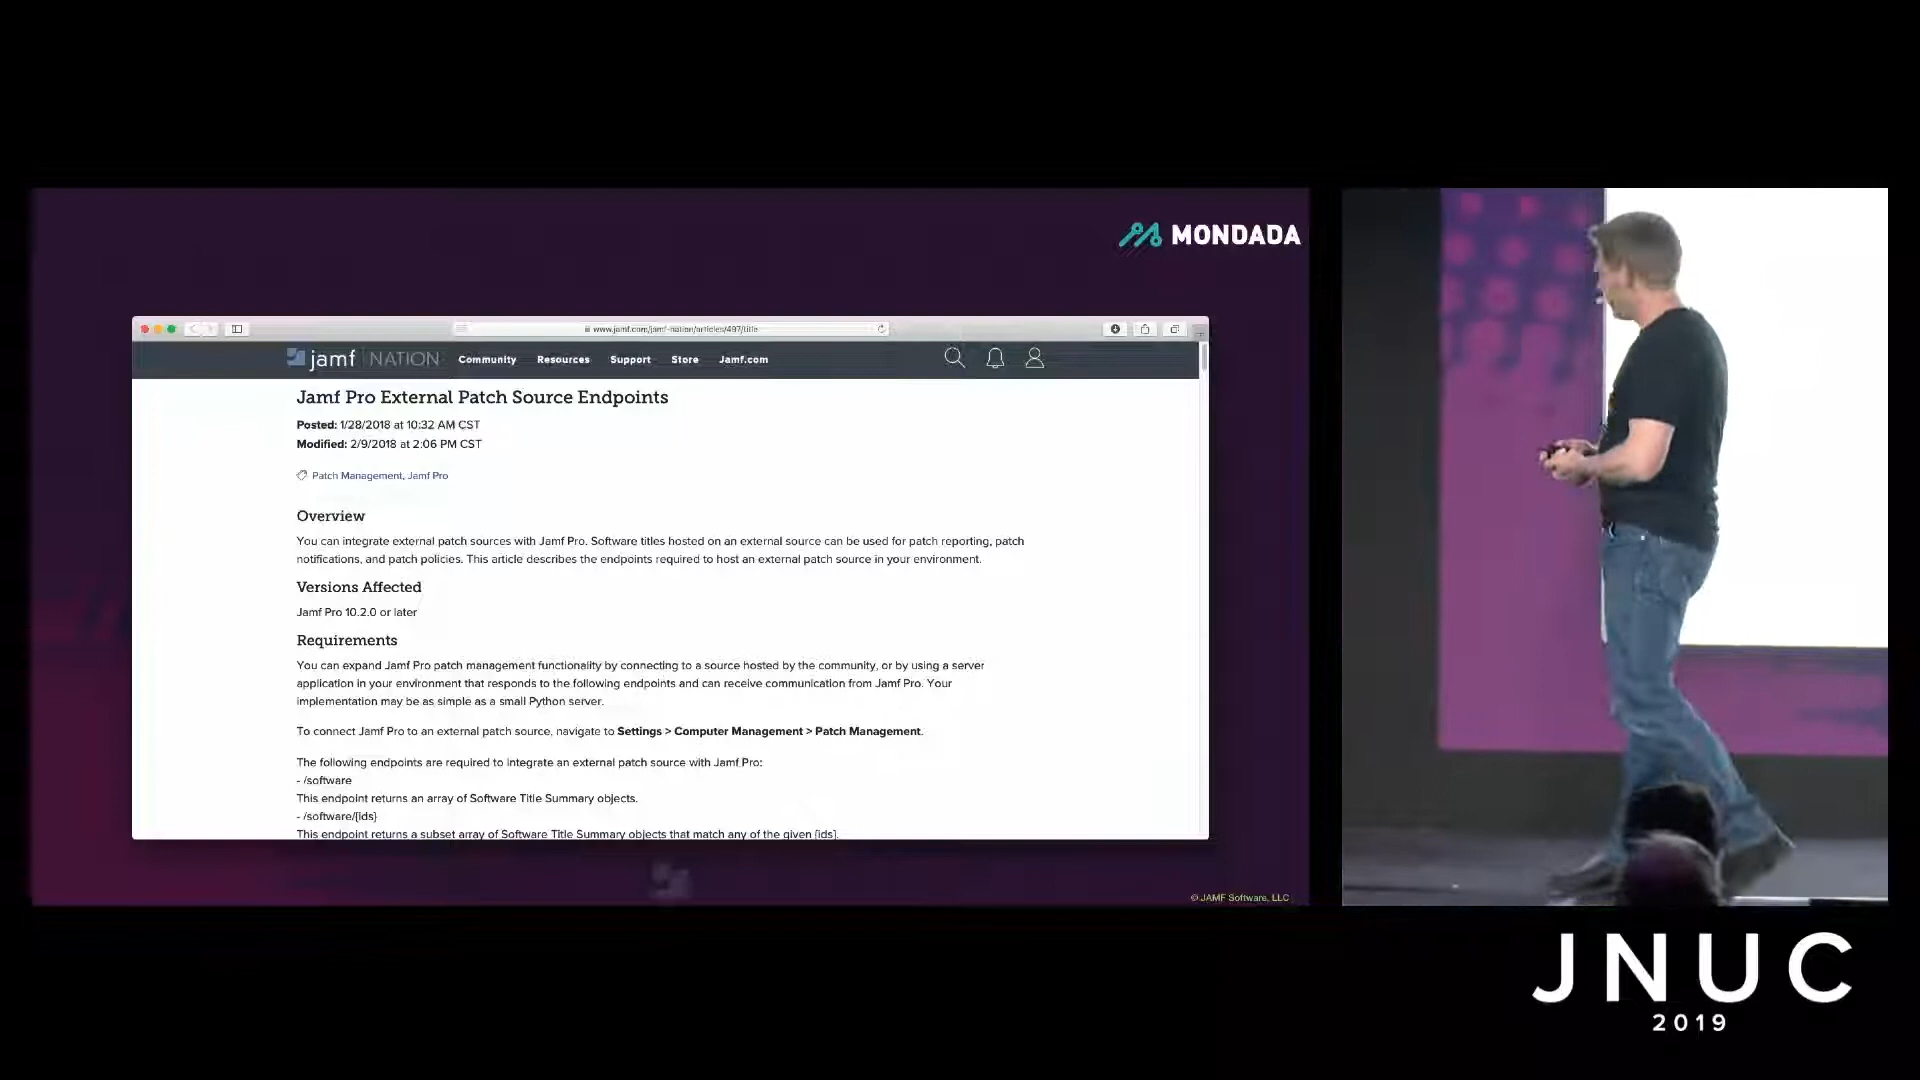 MONDADA
www.jamf.com/jamf-nation/articles/497/title
jamf NATION Community Resources Support Store Jamf.com
Jamf Pro External Patch Source Endpoints
Posted: 1/28/2018 at 10:32 AM CST
Modified: 2/9/2018 at 2:06 PM CST
Patch Management, Jamf Pro
Overview
You can integrate external patch sources with Jamf Pro. Software titles hosted on an external source can be used for patch reporting, patch
notifications, and patch policies. This article describes the endpoints required to host an external patch source in your environment.
Versions Affected
Jamf Pro 10.2.0 or later
Requirements
You can expand Jamf Pro patch management functionality by connecting to a source hosted by the community, or by using a server
application in your environment that responds to the following endpoints and can receive communication from Jamf Pro. Your
implementation may be as simple as a small Python server.
To connect Jamf Pro to an external patch source, navigate to Settings > Computer Management > Patch Management.
The following endpoints are required to integrate an external patch source with Jamf Pro:
- /software
This endpoint returns an array of Software Title Summary objects.
- /software/{ids}
This endpoint returns a subset array of Software Title Summary objects that match any of the given {ids}.
© JAMF Software, LLC
JNUC
2019